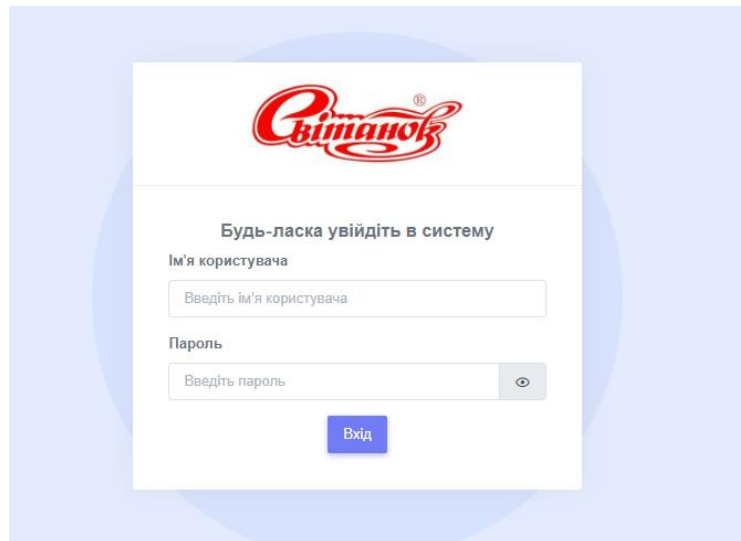 Світанок®
Будь-ласка увійдіть в систему
Ім'я користувача
Введіть ім'я користувача
Пароль
Введіть пароль
Вхід